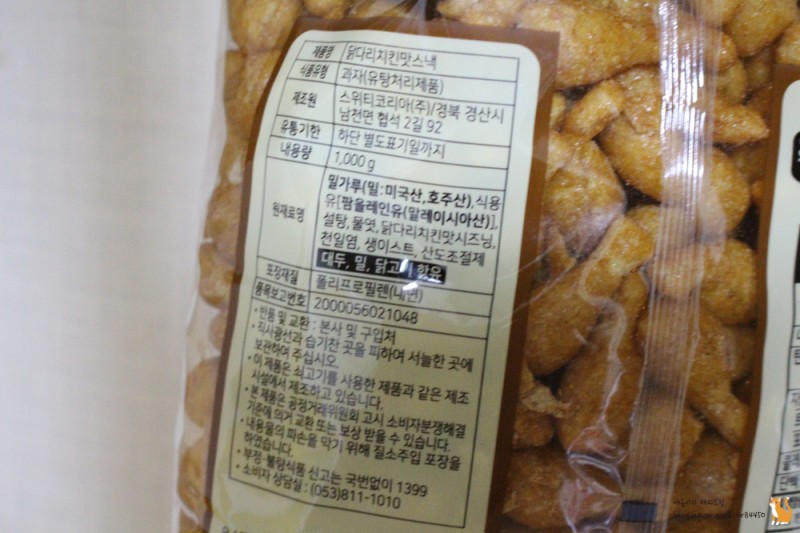 제품명 닭다리치킨맛스낵
식품유형 과자(유탕처리제품)
제조원 스위티코리아(주)/경북 경산시
남천면 협석 2길 92
유통기한 하단 별도표기일까지
내용량 1,000 g
원재료명 밀가루(밀:미국산,호주산),식용
유[팜올레인유(말레이시아산)],
설탕, 물엿, 닭다리치킨맛시즈닝,
천일염, 생이스트, 산도조절제
대두, 밀, 닭고기 함유
포장재질 폴리프로필렌(내면)
품목보고번호 2000056021048
• 반품 및 교환 : 본사 및 구입처
• 직사광선과 습기찬 곳을 피하여 서늘한 곳에
보관하여 주십시오.
• 이 제품은 쇠고기를 사용한 제품과 같은 제조
시설에서 제조하고 있습니다.
• 본 제품은 공정거래위원회 고시 소비자분쟁해결
기준에 의거 교환 또는 보상 받을 수 있습니다.
• 내용물의 파손을 막기 위해 질소주입 포장을
하였습니다.
• 부정·불량식품 신고는 국번없이 1399
• 소비자 상담실 : (053)811-1010